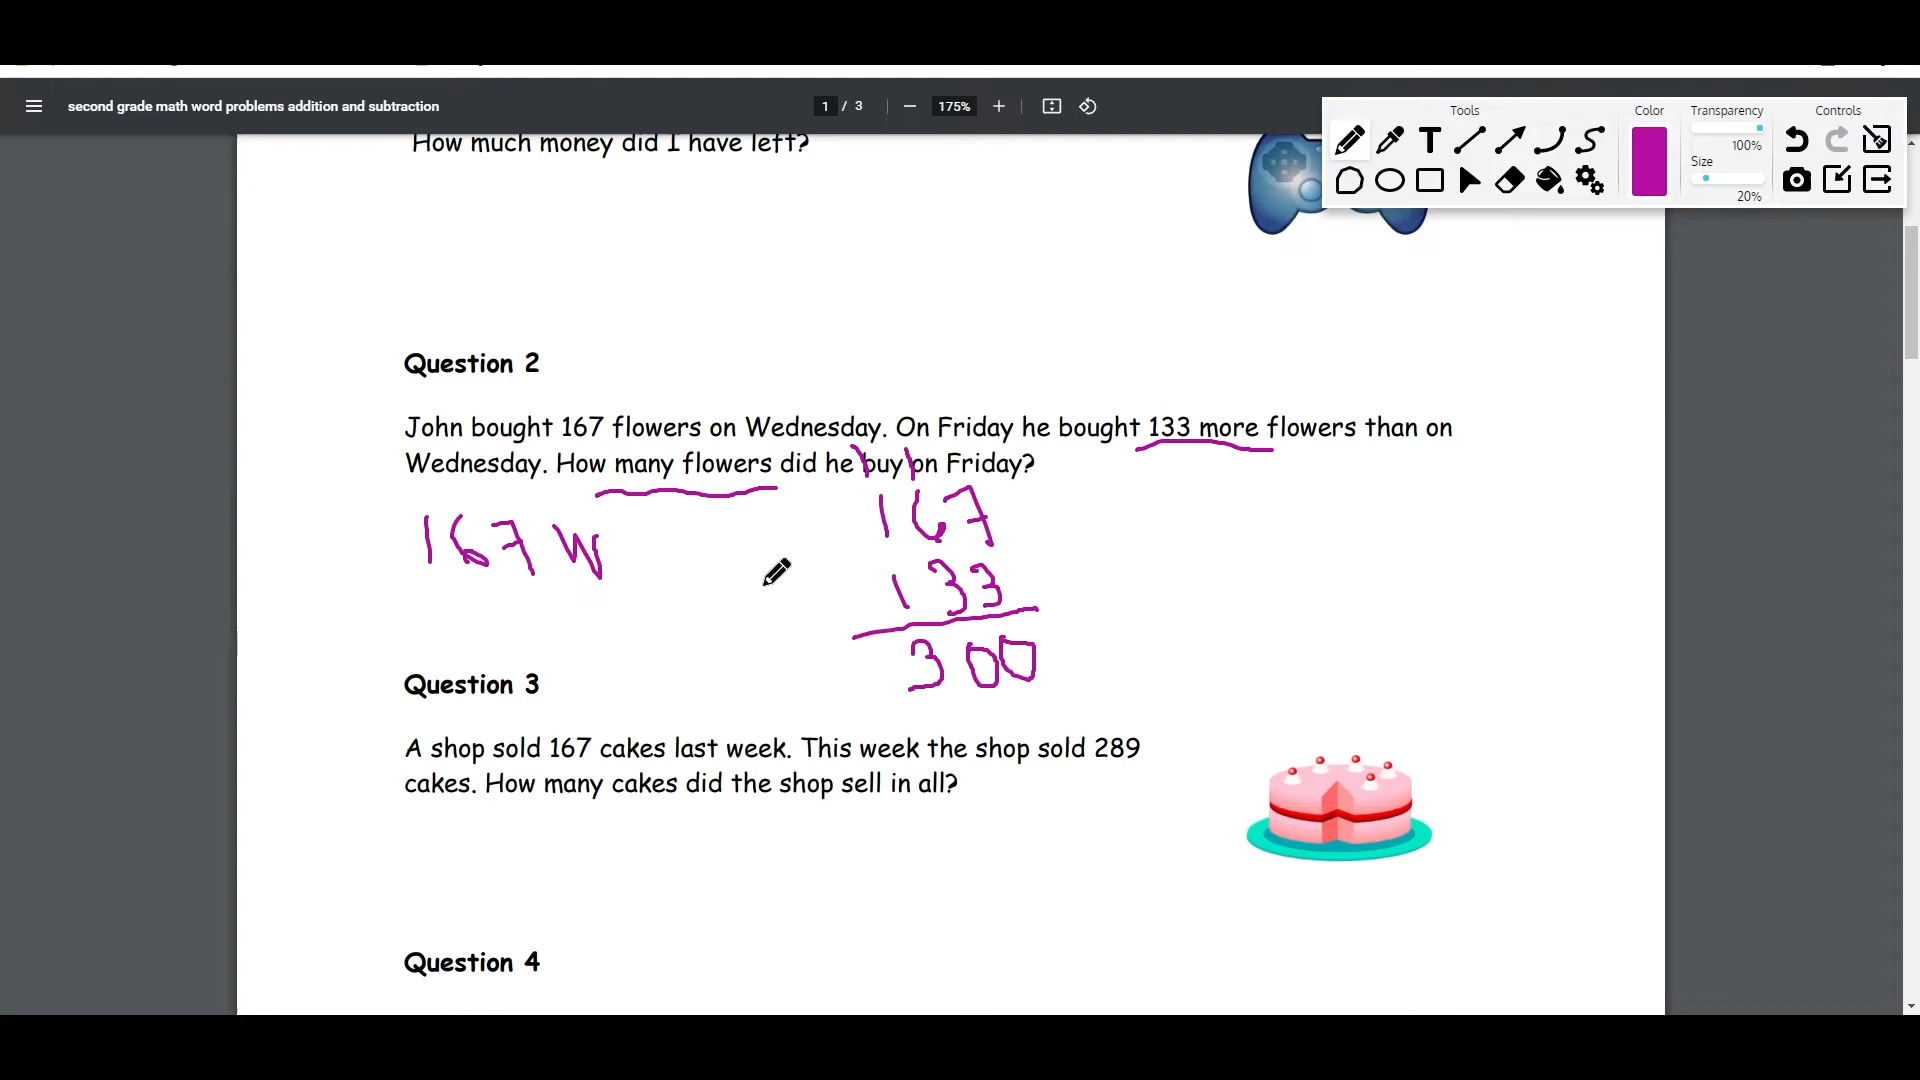 second grade math word problems addition and subtraction
1 / 3
175%
Tools
Color
Transparency
Controls
100%
Size
20%
How much money did I have left?
Question 2
John bought 167 flowers on Wednesday. On Friday he bought 133 more flowers than on
Wednesday. How many flowers did he buy on Friday?
1 1
167
167 W
133
300
Question 3
A shop sold 167 cakes last week. This week the shop sold 289
cakes. How many cakes did the shop sell in all?
Question 4